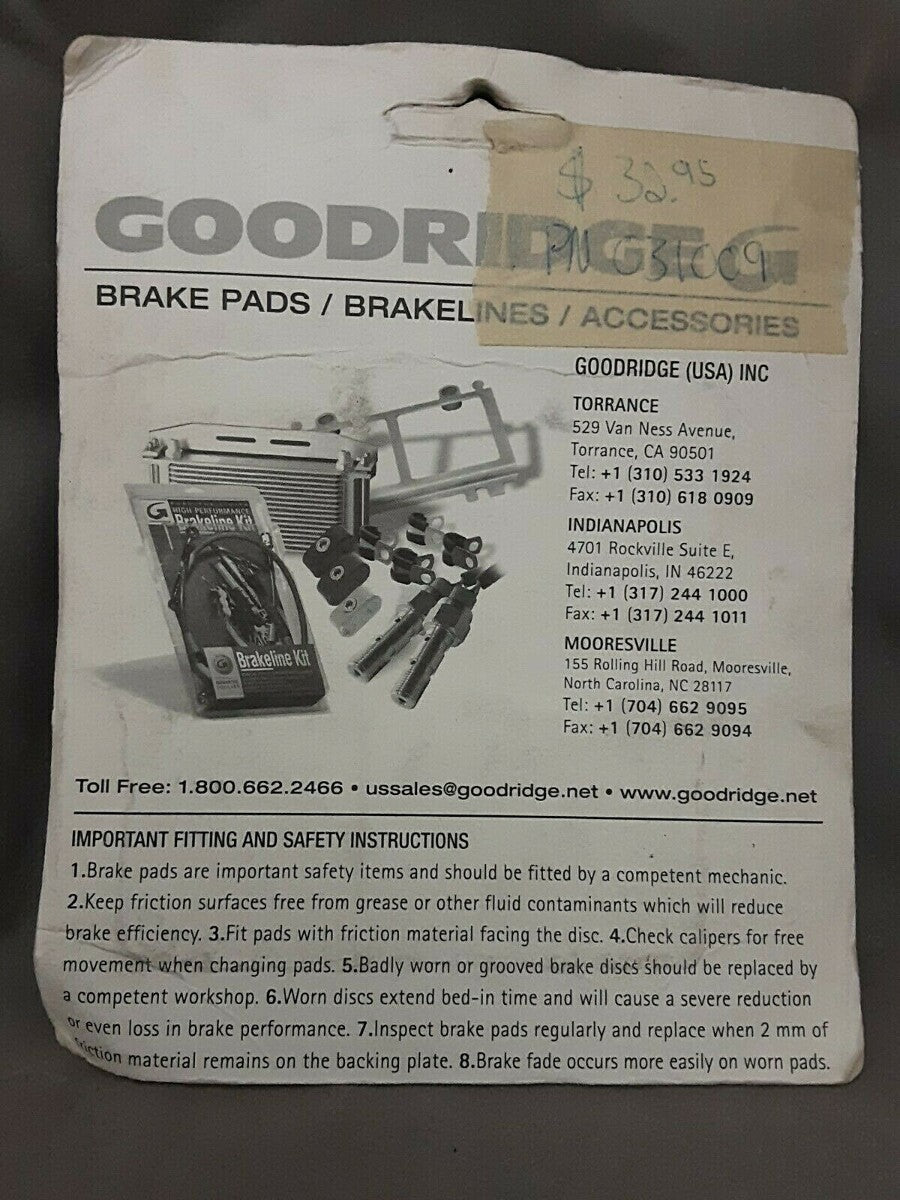 $ 32.95
GOODRIDGE G
PN 031009
BRAKE PADS / BRAKELINES / ACCESSORIES
GOODRIDGE (USA) INC
TORRANCE
529 Van Ness Avenue,
Torrance, CA 90501
Tel: +1 (310) 533 1924
Fax: +1 (310) 618 0909
INDIANAPOLIS
4701 Rockville Suite E,
Indianapolis, IN 46222
Tel: +1 (317) 244 1000
Fax: +1 (317) 244 1011
MOORESVILLE
155 Rolling Hill Road, Mooresville,
North Carolina, NC 28117
Tel: +1 (704) 662 9095
Fax: +1 (704) 662 9094
G HIGH PERFORMANCE
Brakeline Kit
G Brakeline Kit
Toll Free: 1.800.662.2466 • ussales@goodridge.net • www.goodridge.net
IMPORTANT FITTING AND SAFETY INSTRUCTIONS
1.Brake pads are important safety items and should be fitted by a competent mechanic.
2.Keep friction surfaces free from grease or other fluid contaminants which will reduce
brake efficiency. 3.Fit pads with friction material facing the disc. 4.Check calipers for free
movement when changing pads. 5.Badly worn or grooved brake discs should be replaced by
a competent workshop. 6.Worn discs extend bed-in time and will cause a severe reduction
or even loss in brake performance. 7.Inspect brake pads regularly and replace when 2 mm of
friction material remains on the backing plate. 8.Brake fade occurs more easily on worn pads.